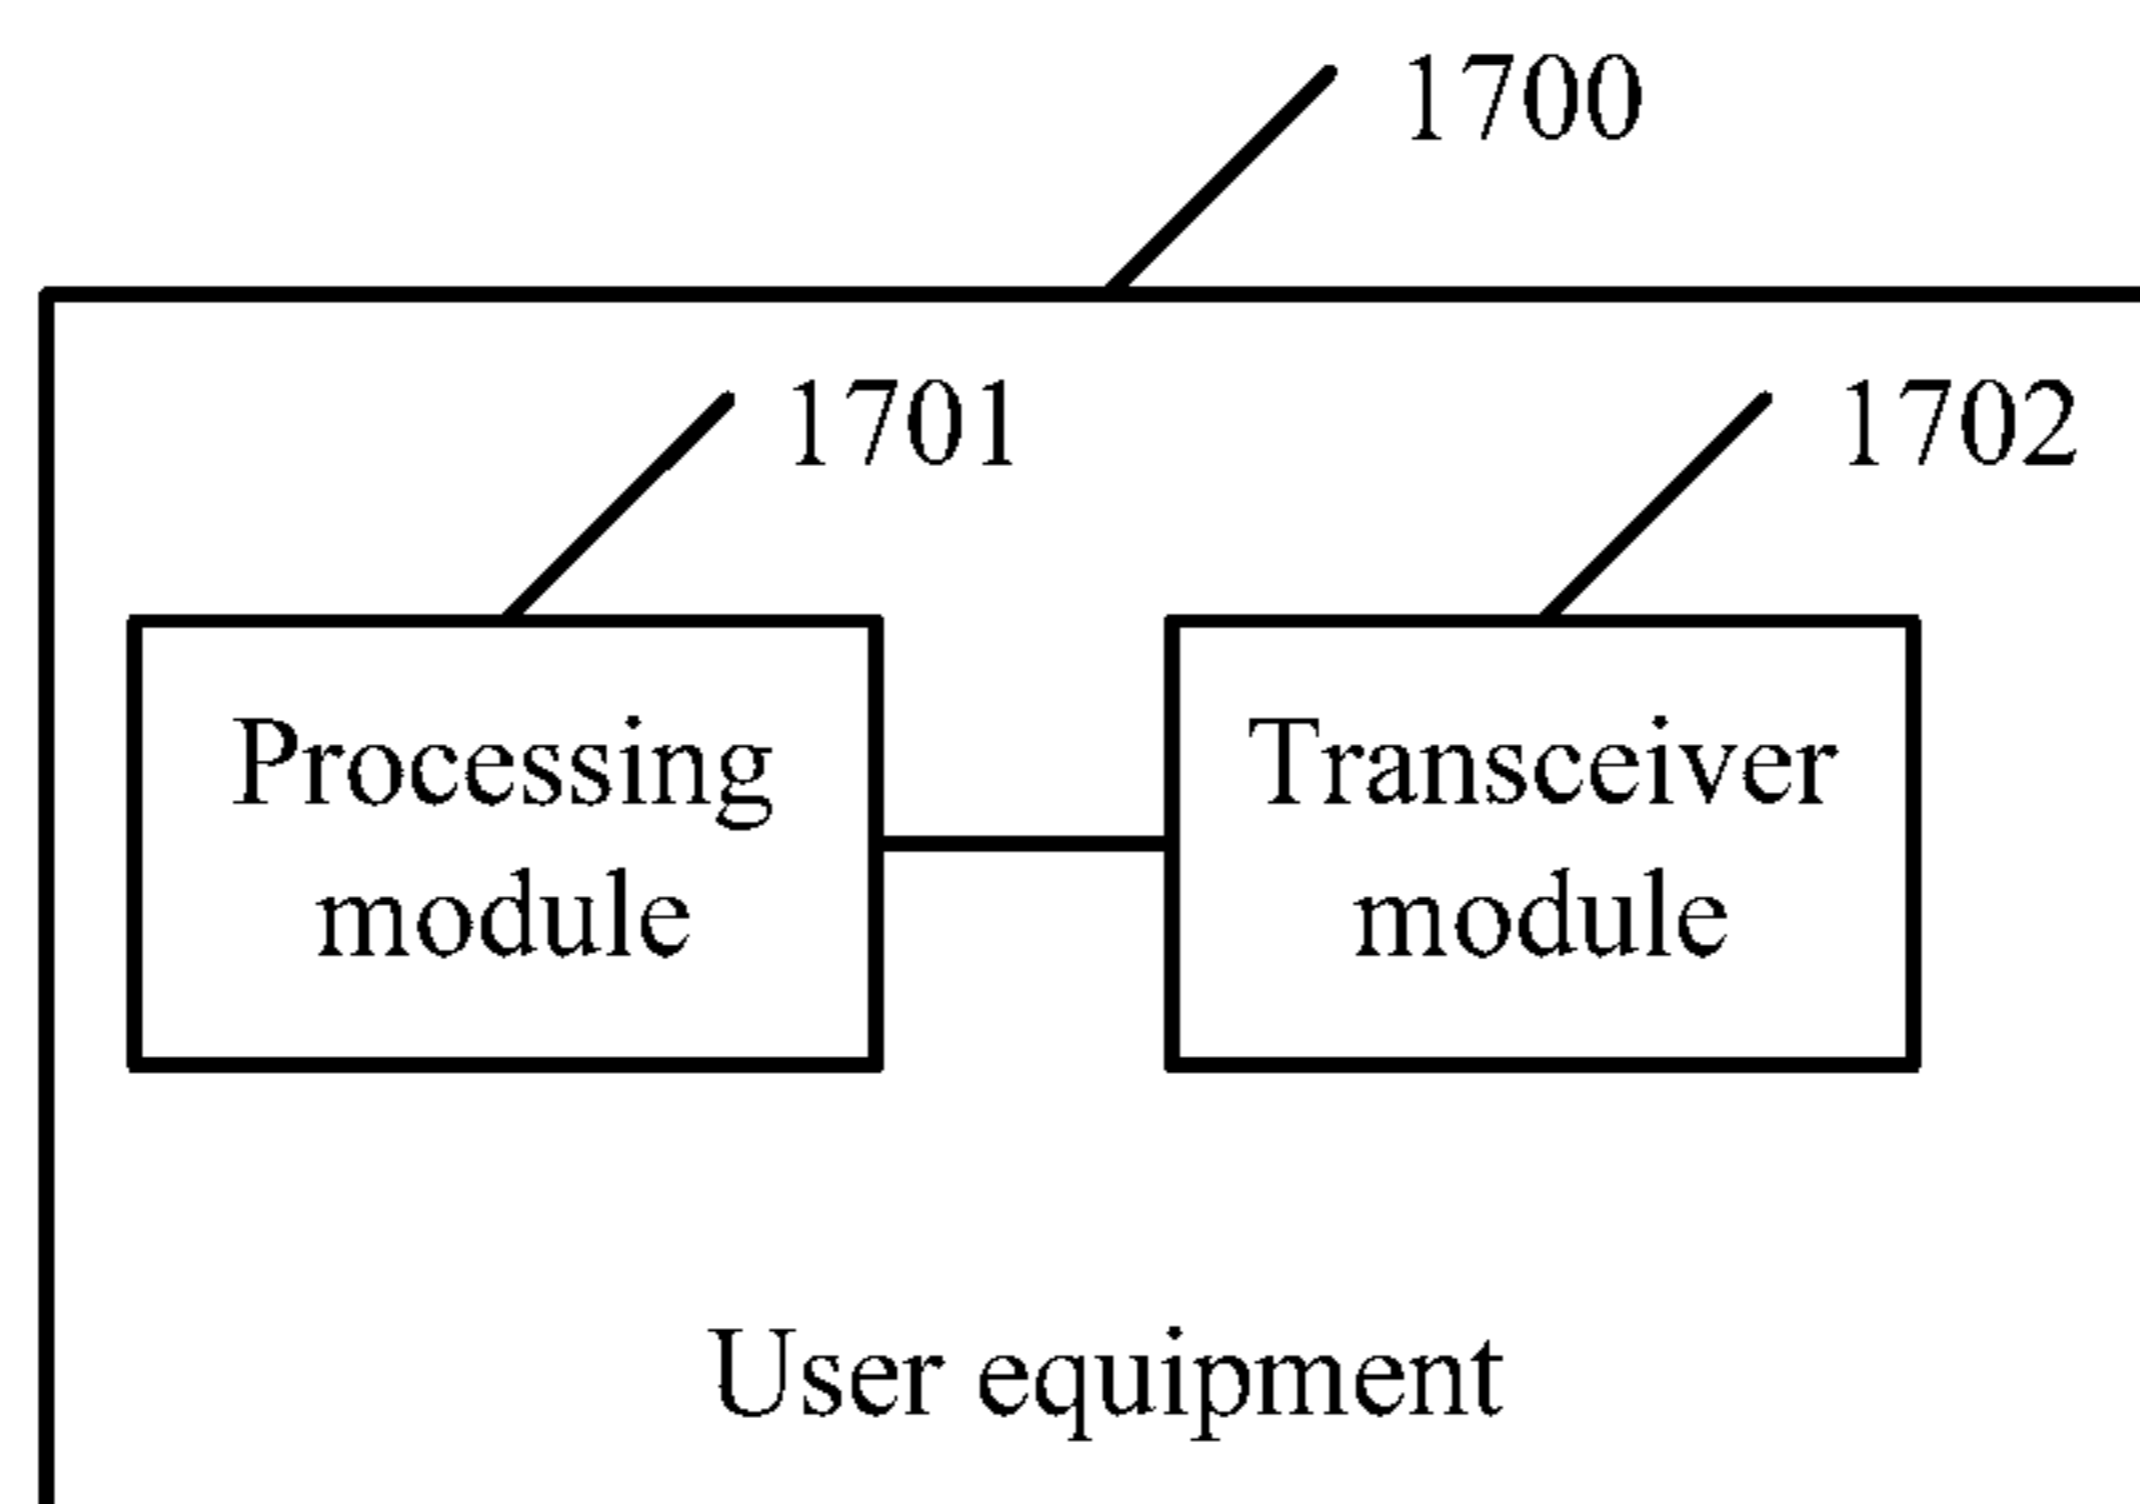 1700
1701
1702
Processing
module
Transceiver
module
User equipment